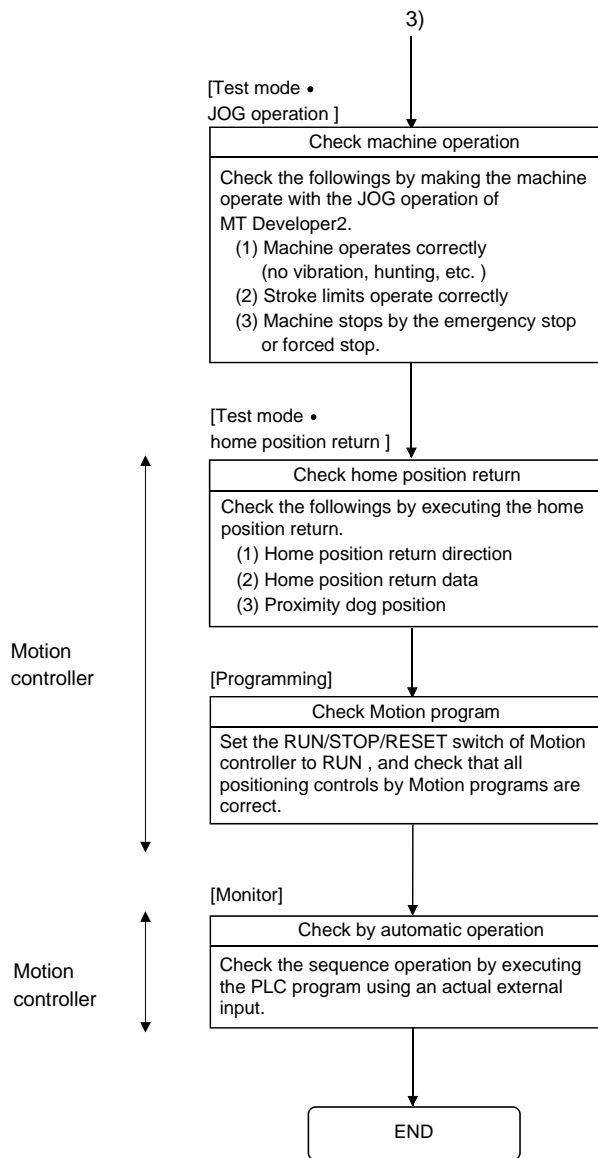 3)
[Test mode •
JOG operation ]
Check machine operation
Check the followings by making the machine
operate with the JOG operation of
MT Developer2.
(1) Machine operates correctly
(no vibration, hunting, etc. )
(2) Stroke limits operate correctly
(3) Machine stops by the emergency stop
or forced stop.
[Test mode •
home position return ]
Check home position return
Check the followings by executing the home
position return.
(1) Home position return direction
(2) Home position return data
(3) Proximity dog position
Motion
controller
[Programming]
Check Motion program
Set the RUN/STOP/RESET switch of Motion
controller to RUN , and check that all
positioning controls by Motion programs are
correct.
[Monitor]
Check by automatic operation
Motion
controller
Check the sequence operation by executing
the PLC program using an actual external
input.
END